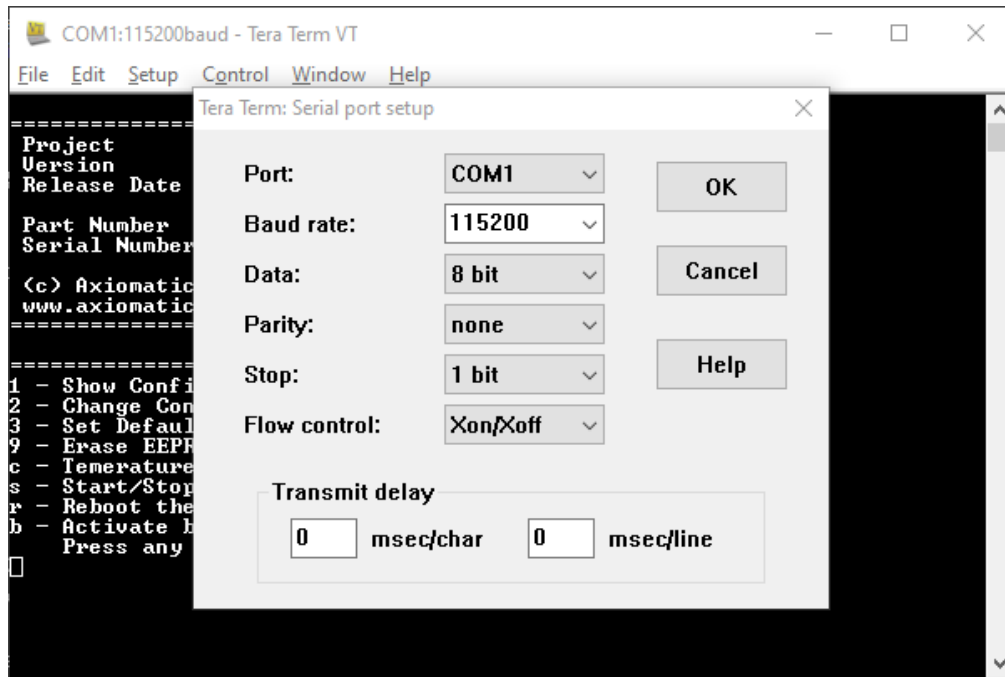 COM1:115200baud - Tera Term VT
File Edit Setup Control Window Help
Tera Term: Serial port setup
Port: COM1
Baud rate: 115200
Data: 8 bit
Parity: none
Stop: 1 bit
Flow control: Xon/Xoff
OK
Cancel
Help
Transmit delay
0 msec/char 0 msec/line
====================
Project
Version
Release Date
Part Number
Serial Number
(c) Axiomatic
www.axiomatic
====================
====================
1 - Show Confi
2 - Change Con
3 - Set Defaul
9 - Erase EEPR
c - Temerature
s - Start/Stop
r - Reboot the
b - Activate b
Press any